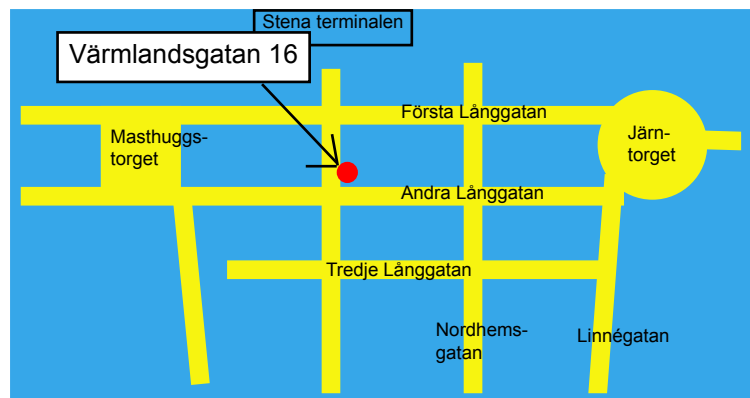 Stena terminalen
Värmlandsgatan 16
Första Långgatan
Masthuggs-
torget
Järn-
torget
Andra Långgatan
Tredje Långgatan
Nordhems-
gatan
Linnégatan